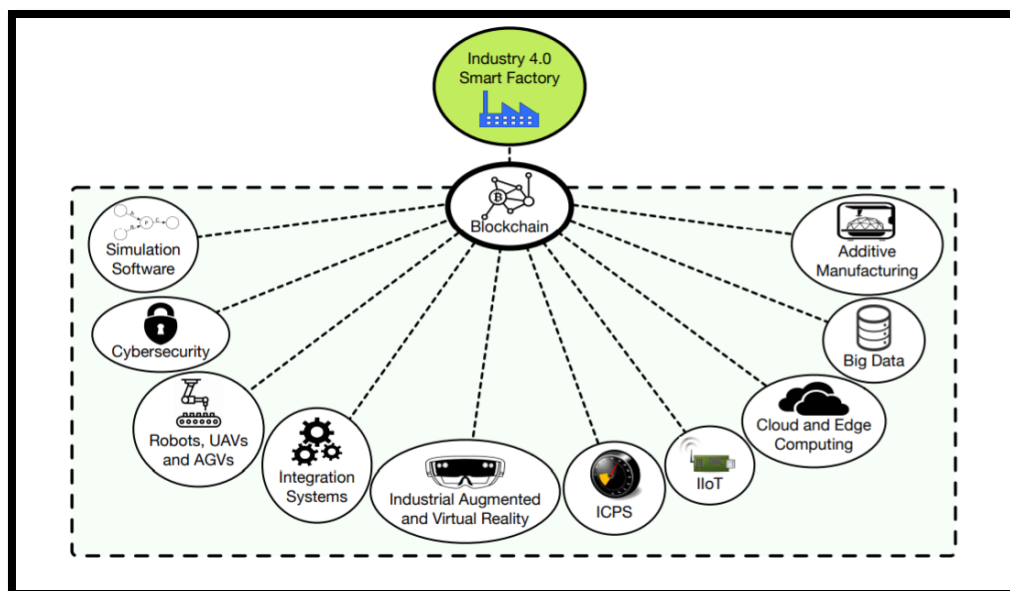 Industry 4.0
Smart Factory
Blockchain
Simulation
Software
Additive
Manufacturing
Cybersecurity
Big Data
Robots, UAVs
and AGVs
Cloud and Edge
Computing
Integration
Systems
Industrial Augmented
and Virtual Reality
ICPS
IIoT